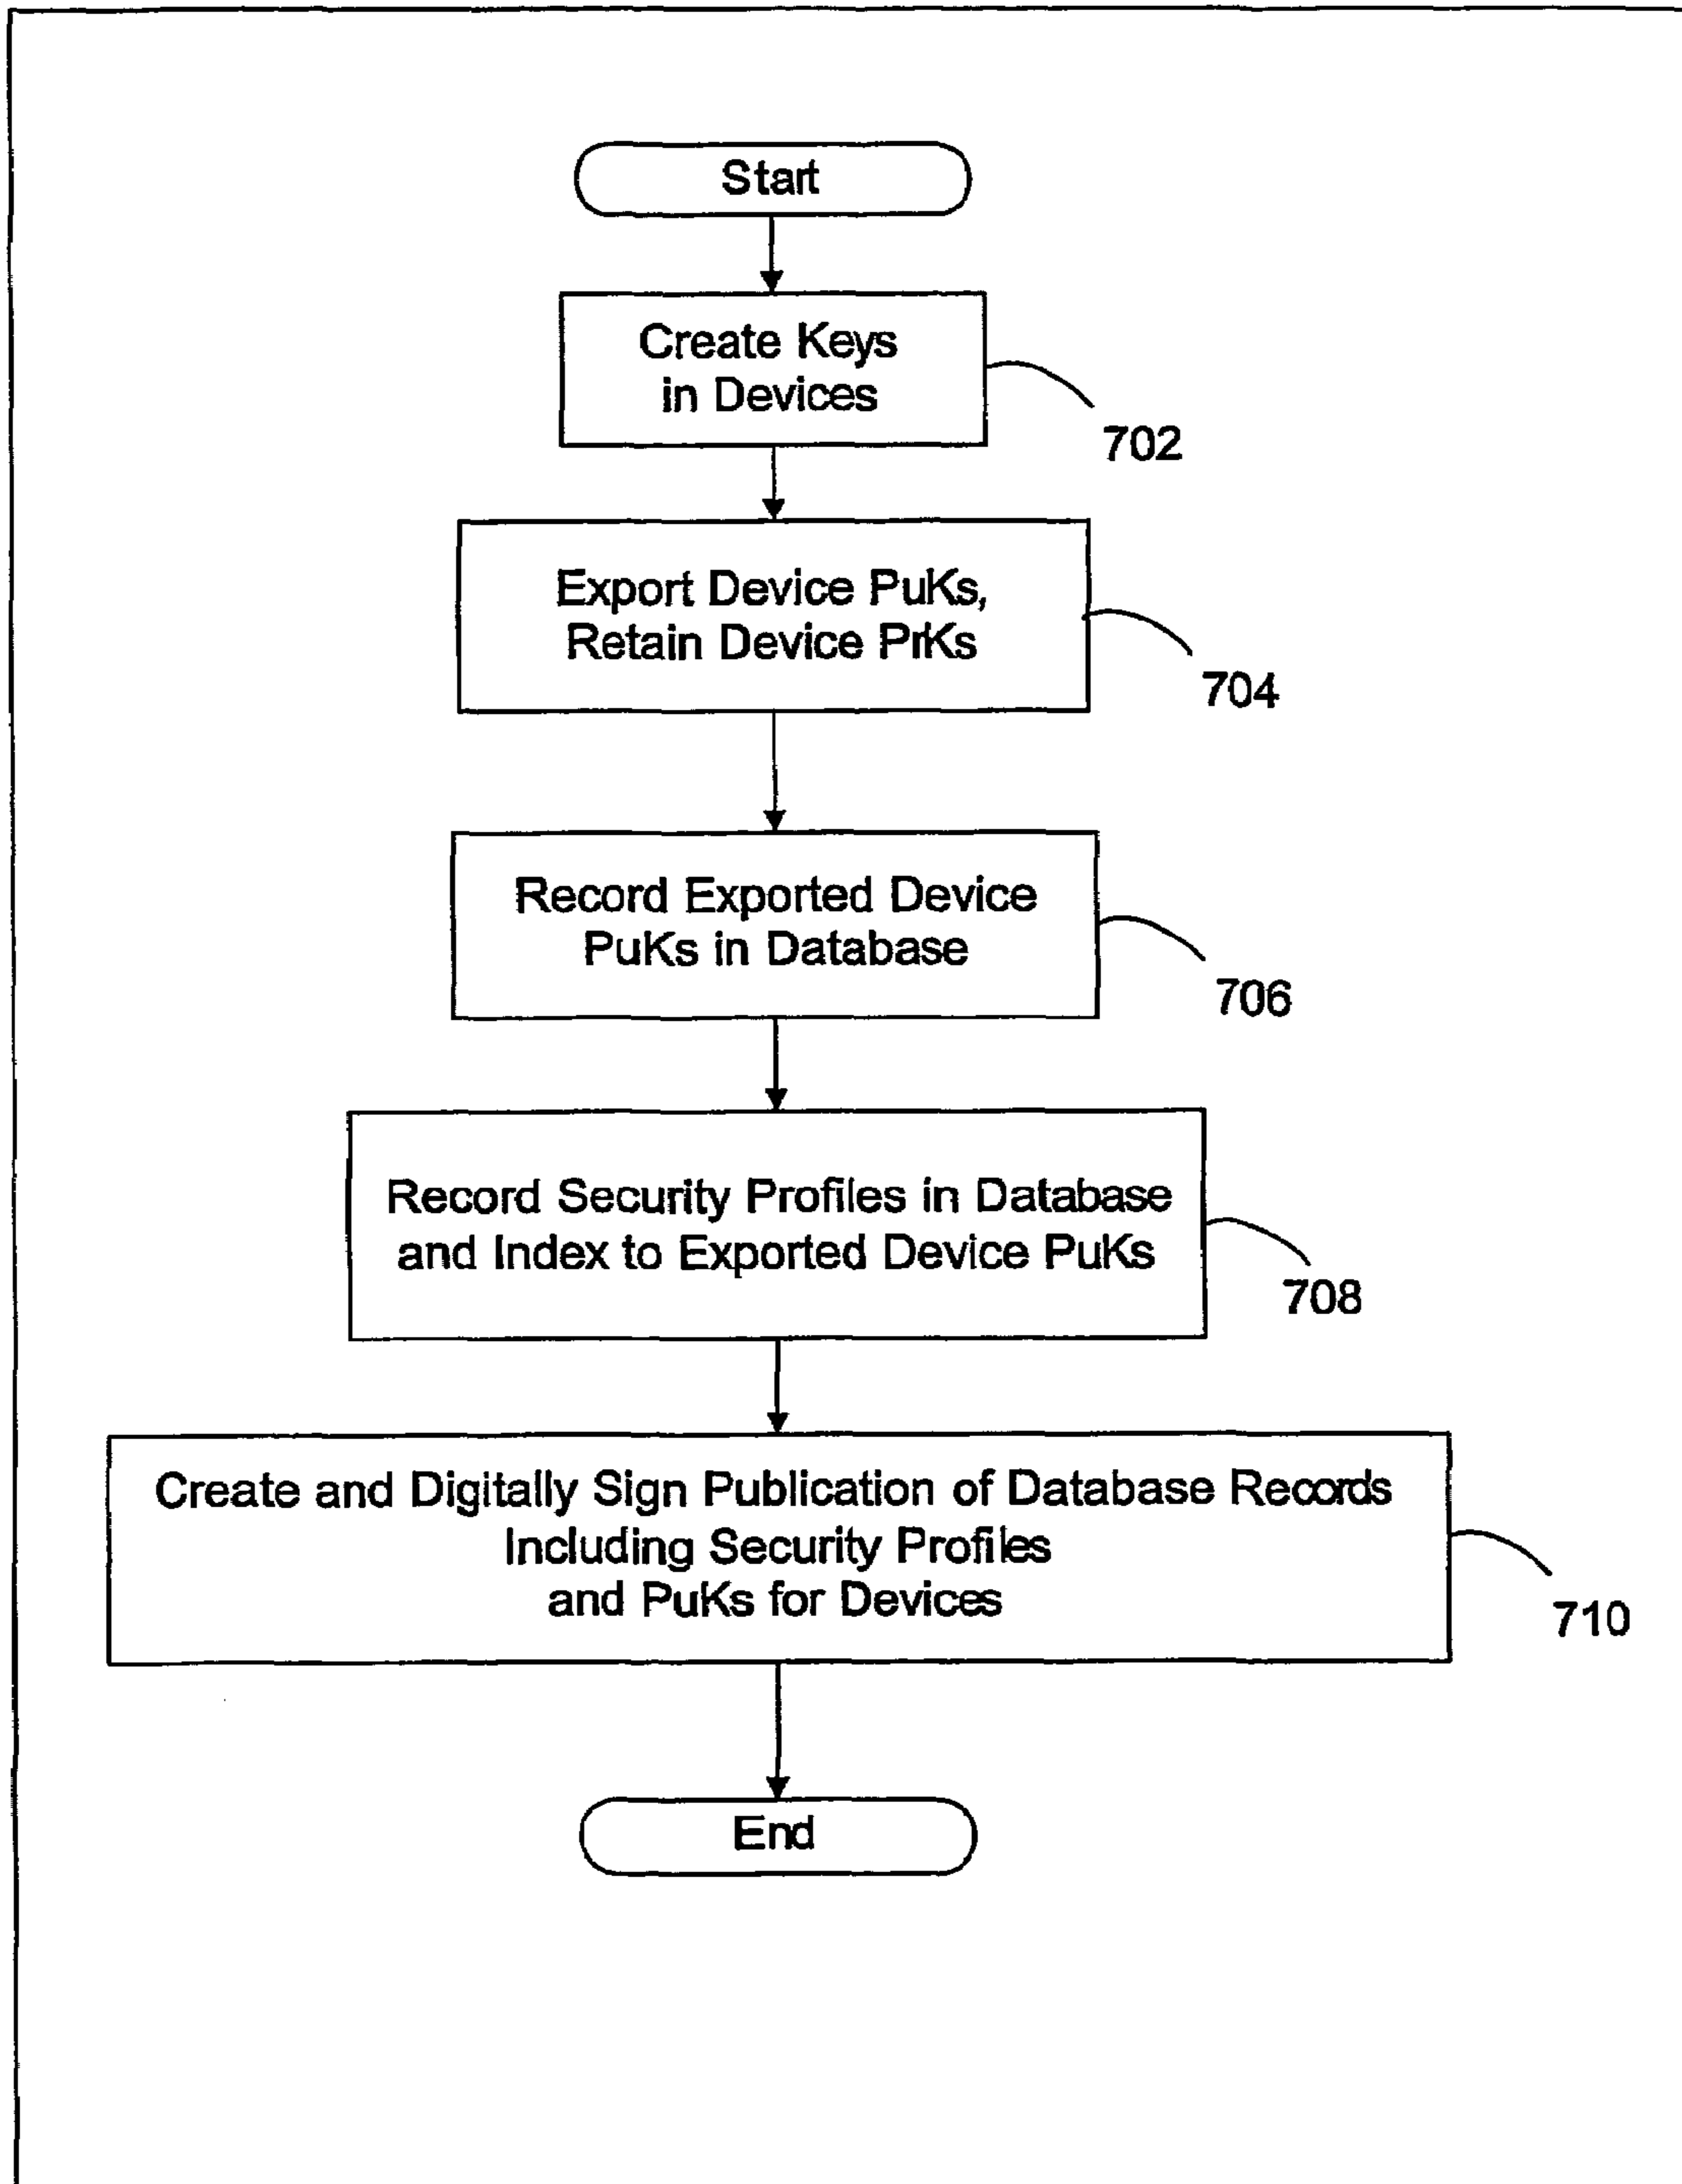 Start
Create Keys
in Devices
702
Export Device PuKs,
Retain Device PrKs
704
Record Exported Device
PuKs in Database
706
Record Security Profiles in Database
and Index to Exported Device PuKs
708
Create and Digitally Sign Publication of Database Records
Including Security Profiles
and PuKs for Devices
710
End